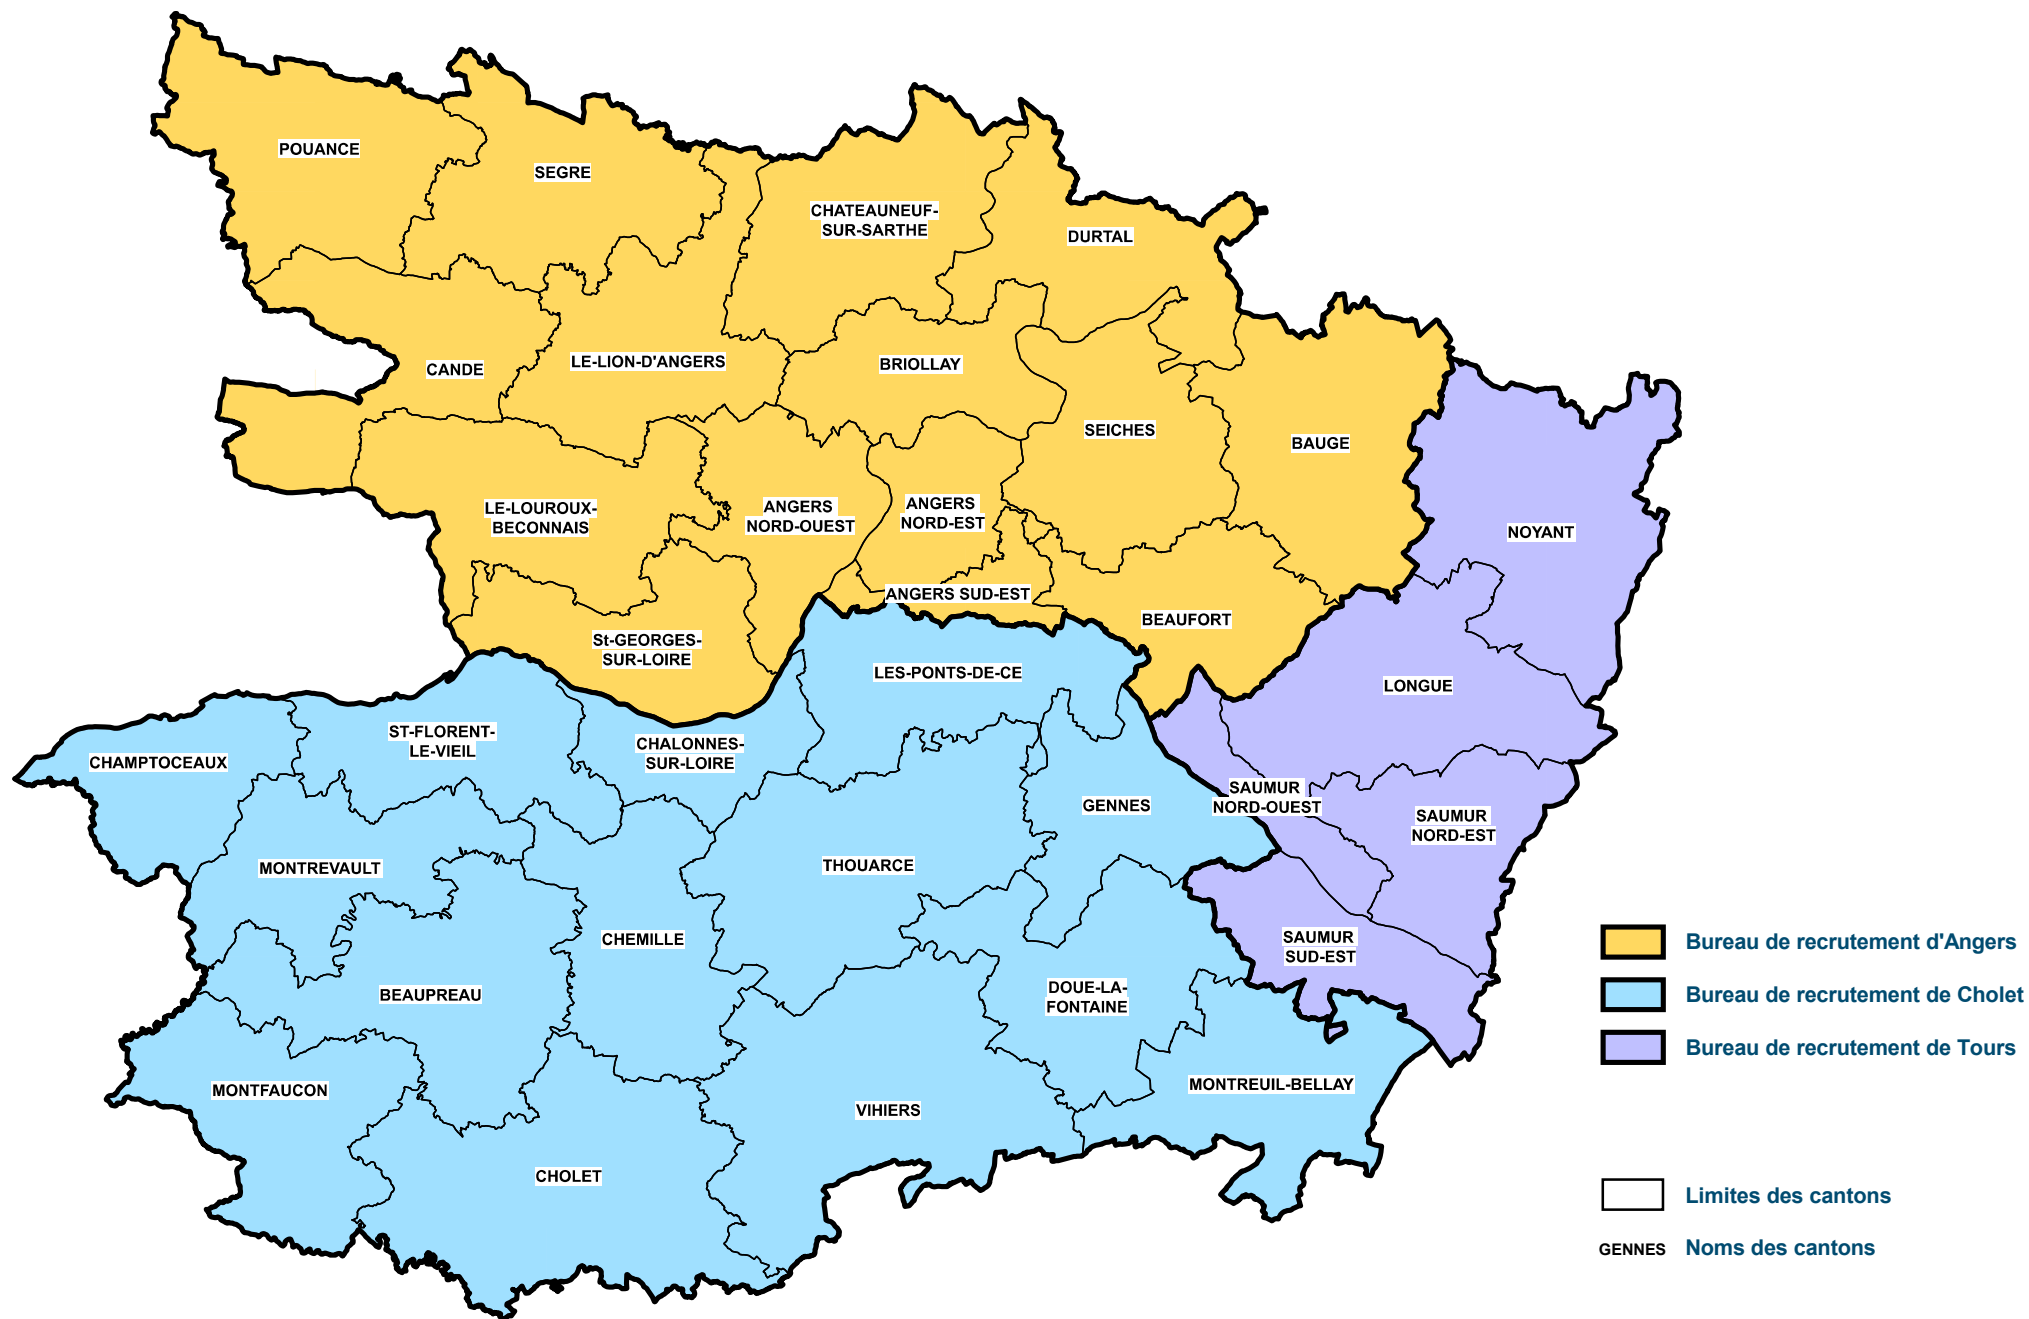 POUANCE
SEGRE
CHATEAUNEUF-
SUR-SARTHE
DURTAL
CANDE
LE-LION-D'ANGERS
BRIOLLAY
SEICHES
BAUGE
LE-LOUROUX-
BECONNAIS
ANGERS
NORD-OUEST
ANGERS
NORD-EST
NOYANT
ANGERS SUD-EST
BEAUFORT
St-GEORGES-
SUR-LOIRE
LES-PONTS-DE-CE
LONGUE
CHAMPTOCEAUX
ST-FLORENT-
LE-VIEIL
CHALONNES-
SUR-LOIRE
GENNES
SAUMUR
NORD-OUEST
SAUMUR
NORD-EST
MONTREVAULT
THOUARCE
CHEMILLE
SAUMUR
SUD-EST
BEAUPREAU
DOUE-LA-
FONTAINE
MONTFAUCON
VIHIERS
MONTREUIL-BELLAY
CHOLET
Bureau de recrutement d'Angers
Bureau de recrutement de Cholet
Bureau de recrutement de Tours
Limites des cantons
GENNES Noms des cantons